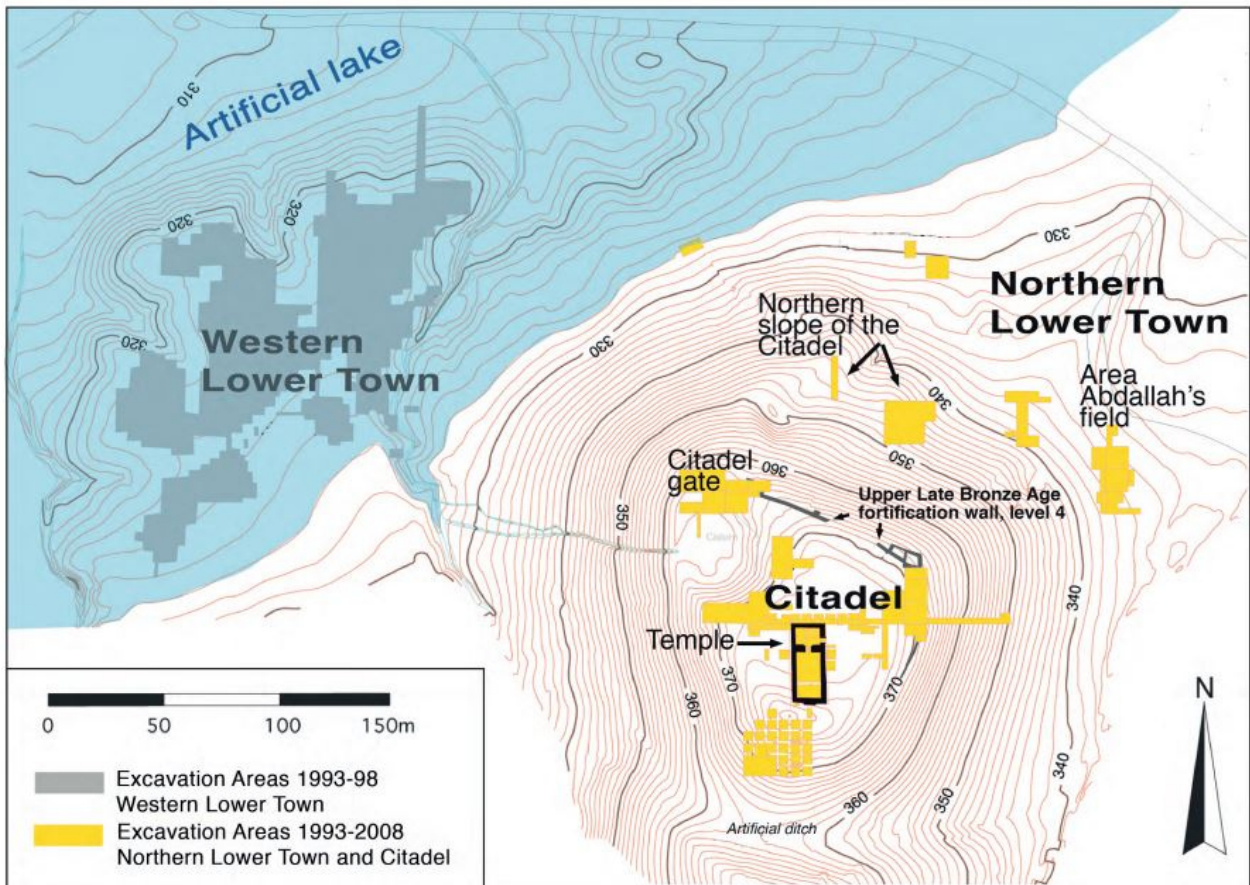 310
Artificial lake
320
320
320
Western
Lower Town
330
330
Northern
Lower Town
Northern
slope of the
Citadel
340
Area
Abdallah's
field
350
360
Citadel
gate
350
Upper Late Bronze Age
fortification wall, level 4
Cistern
Citadel
340
Temple
370
370
360
360
350
340
Artificial ditch
N
0 50 100 150m
Excavation Areas 1993-98
Western Lower Town
Excavation Areas 1993-2008
Northern Lower Town and Citadel